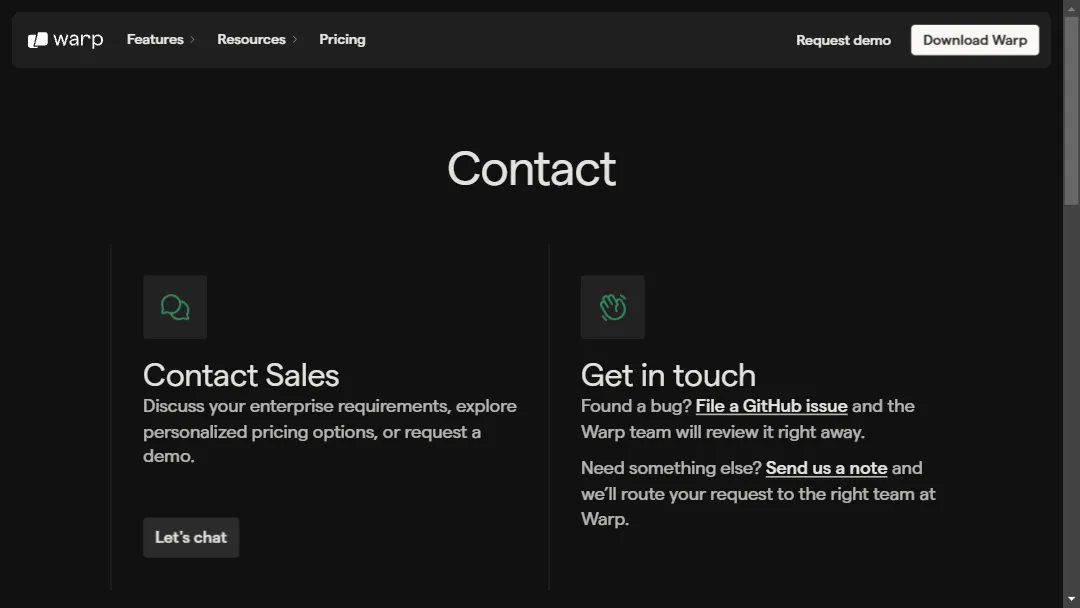 warp Features Resources Pricing Request demo Download Warp
Contact
Contact Sales
Discuss your enterprise requirements, explore
personalized pricing options, or request a
demo.
Let's chat
Get in touch
Found a bug? File a GitHub issue and the
Warp team will review it right away.
Need something else? Send us a note and
we’ll route your request to the right team at
Warp.